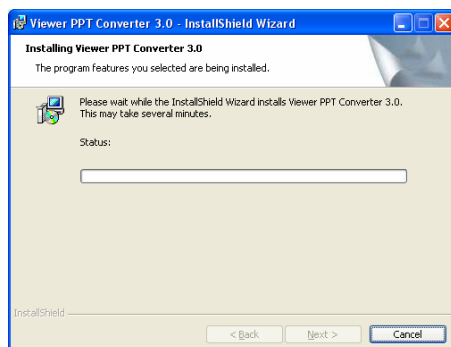 Viewer PPT Converter 3.0 - InstallShield Wizard
Installing Viewer PPT Converter 3.0
The program features you selected are being installed.
Please wait while the InstallShield Wizard installs Viewer PPT Converter 3.0.
This may take several minutes.
Status:
InstallShield
< Back
Next >
Cancel